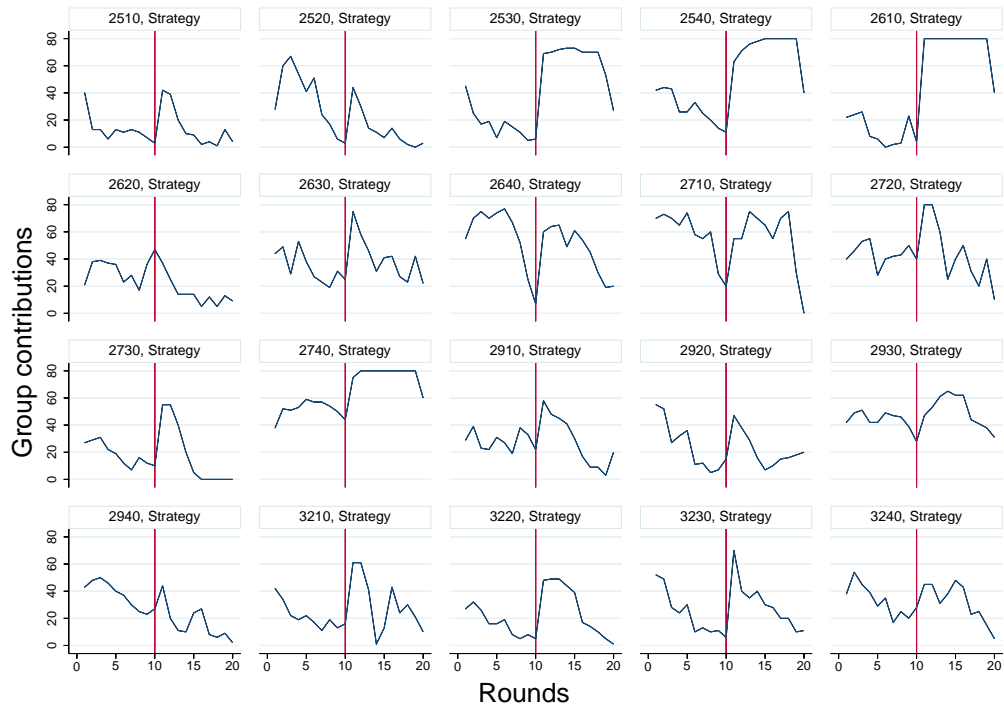 Group contributions
2510, Strategy
2520, Strategy
2530, Strategy
2540, Strategy
2610, Strategy
80
60
40
20
0
2620, Strategy
2630, Strategy
2640, Strategy
2710, Strategy
2720, Strategy
80
60
40
20
0
2730, Strategy
2740, Strategy
2910, Strategy
2920, Strategy
2930, Strategy
80
60
40
20
0
2940, Strategy
3210, Strategy
3220, Strategy
3230, Strategy
3240, Strategy
80
60
40
20
0
0 5 10 15 20
0 5 10 15 20
0 5 10 15 20
0 5 10 15 20
0 5 10 15 20
Rounds